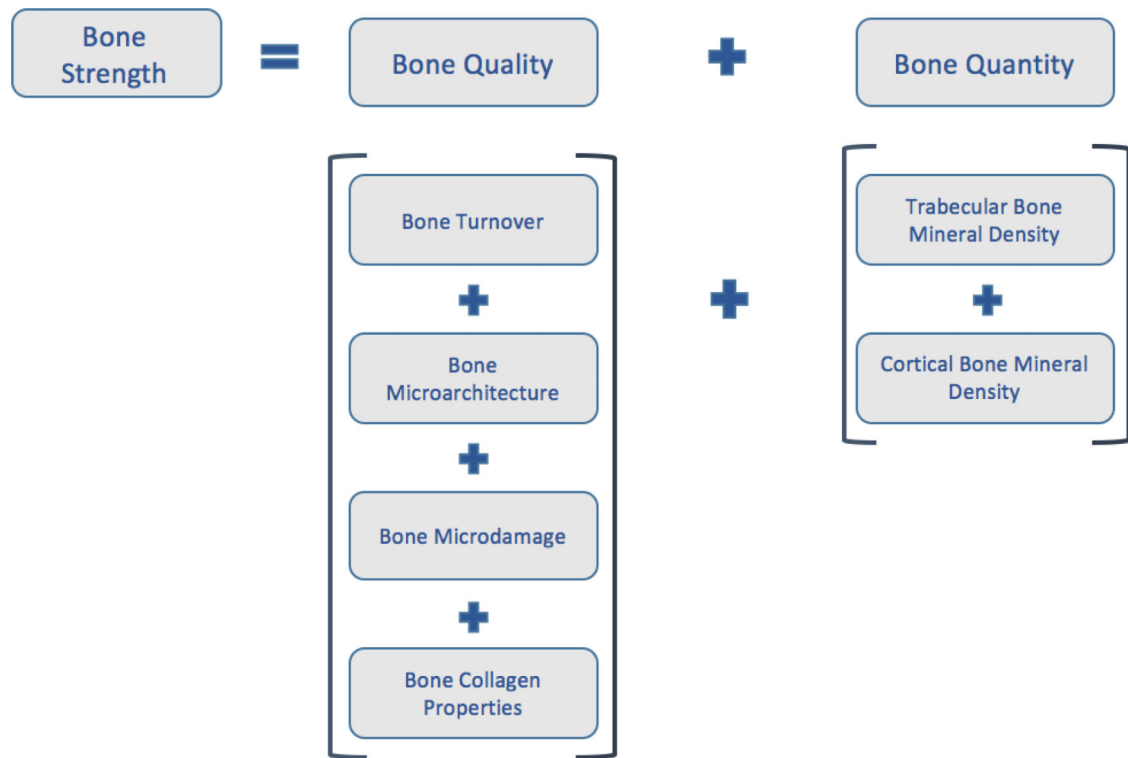 Bone
Strength
Bone Quality
Bone Quantity
Bone Turnover
Bone
Microarchitecture
Bone Microdamage
Bone Collagen
Properties
Trabecular Bone
Mineral Density
Cortical Bone Mineral
Density